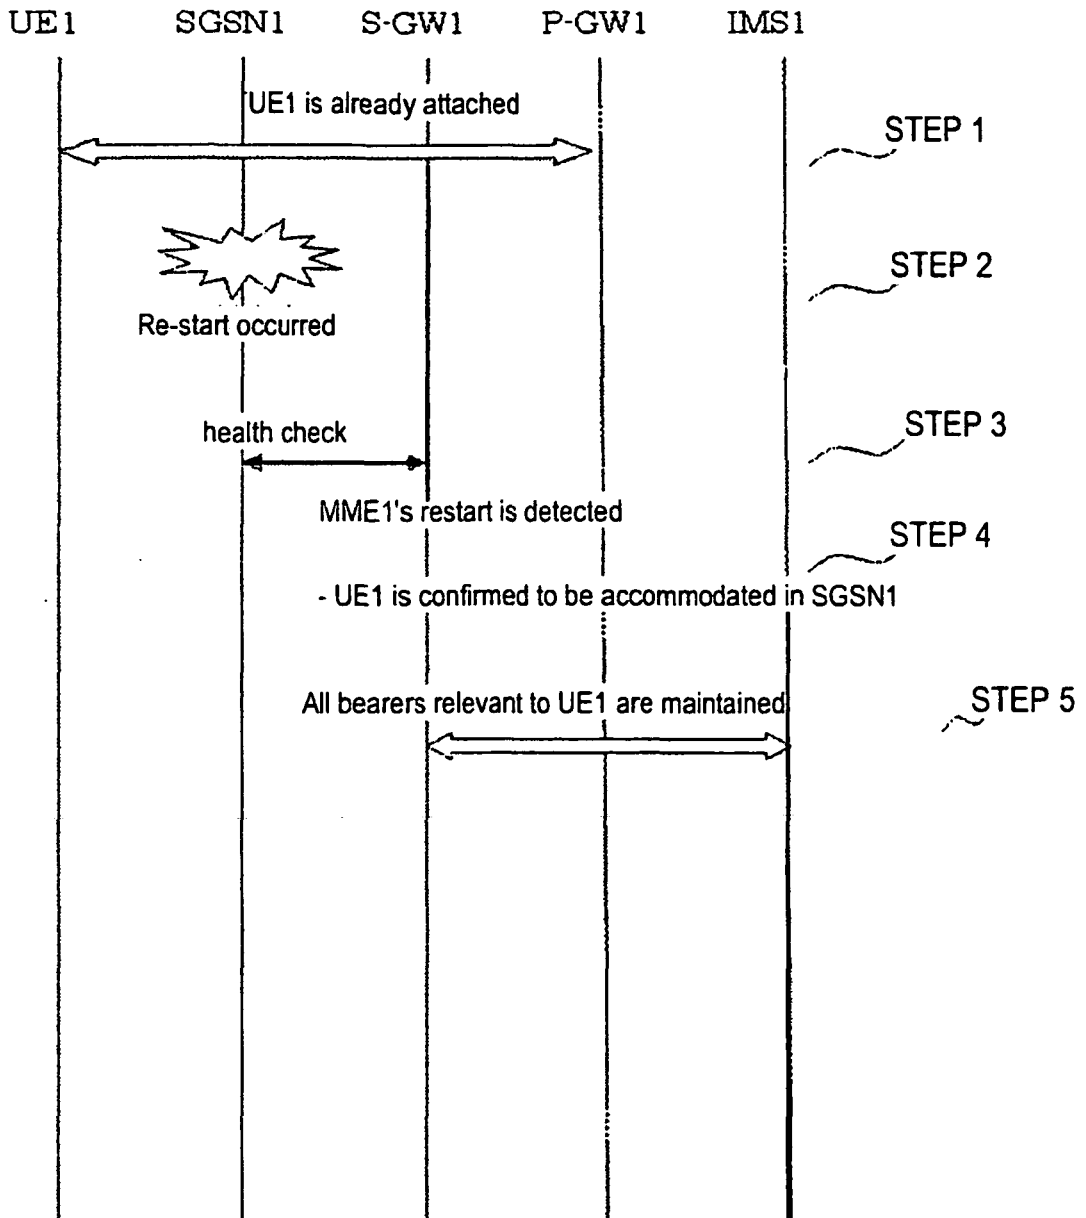 UE1 SGSN1 S-GW1 P-GW1 IMS1
UE1 is already attached
STEP 1
STEP 2
Re-start occurred
STEP 3
health check
MME1's restart is detected
STEP 4
- UE1 is confirmed to be accommodated in SGSN1
All bearers relevant to UE1 are maintained
STEP 5